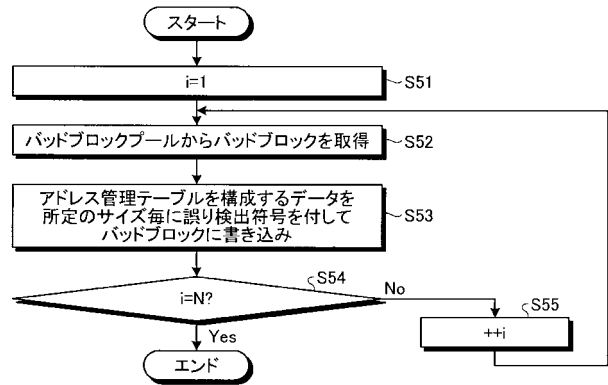 スタート
i=1
S51
バッドブロックプールからバッドブロックを取得
S52
アドレス管理テーブルを構成するデータを
所定のサイズ毎に誤り検出符号を付して
バッドブロックに書き込み
S53
S54
i=N?
No
Yes
S55
++i
エンド